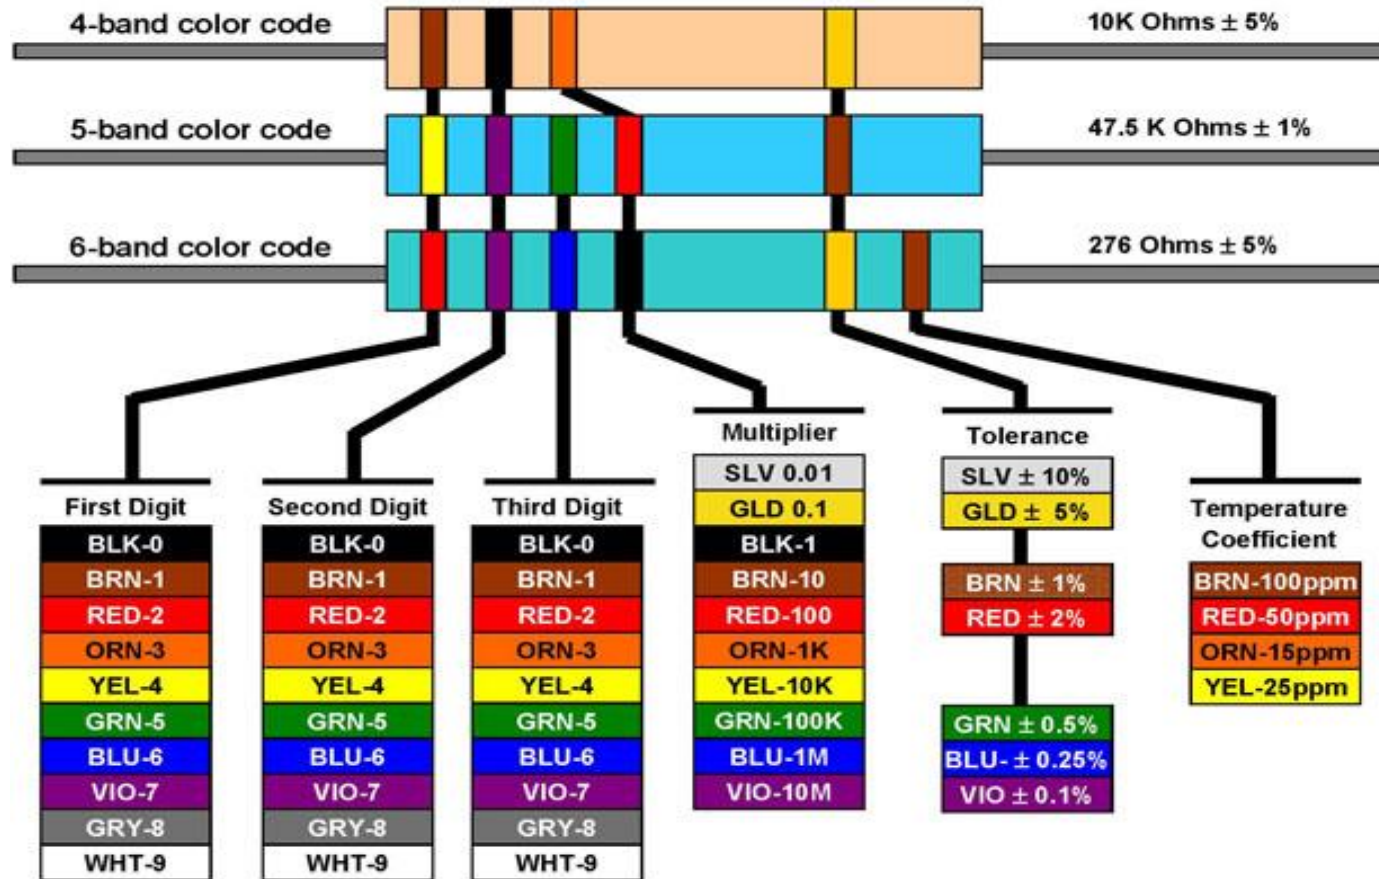 4-band color code
10K Ohms ± 5%
5-band color code
47.5 K Ohms ± 1%
6-band color code
276 Ohms ± 5%
First Digit
BLK-0
BRN-1
RED-2
ORN-3
YEL-4
GRN-5
BLU-6
VIO-7
GRY-8
WHT-9
Second Digit
BLK-0
BRN-1
RED-2
ORN-3
YEL-4
GRN-5
BLU-6
VIO-7
GRY-8
WHT-9
Third Digit
BLK-0
BRN-1
RED-2
ORN-3
YEL-4
GRN-5
BLU-6
VIO-7
GRY-8
WHT-9
Multiplier
SLV 0.01
GLD 0.1
BLK-1
BRN-10
RED-100
ORN-1K
YEL-10K
GRN-100K
BLU-1M
VIO-10M
Tolerance
SLV ± 10%
GLD ± 5%
BRN ± 1%
RED ± 2%
GRN ± 0.5%
BLU- ± 0.25%
VIO ± 0.1%
Temperature
Coefficient
BRN-100ppm
RED-50ppm
ORN-15ppm
YEL-25ppm